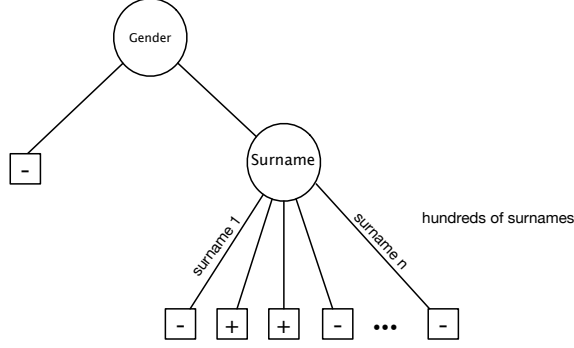 Gender
-
Surname
surname 1
surname n
hundreds of surnames
- + + - ... -